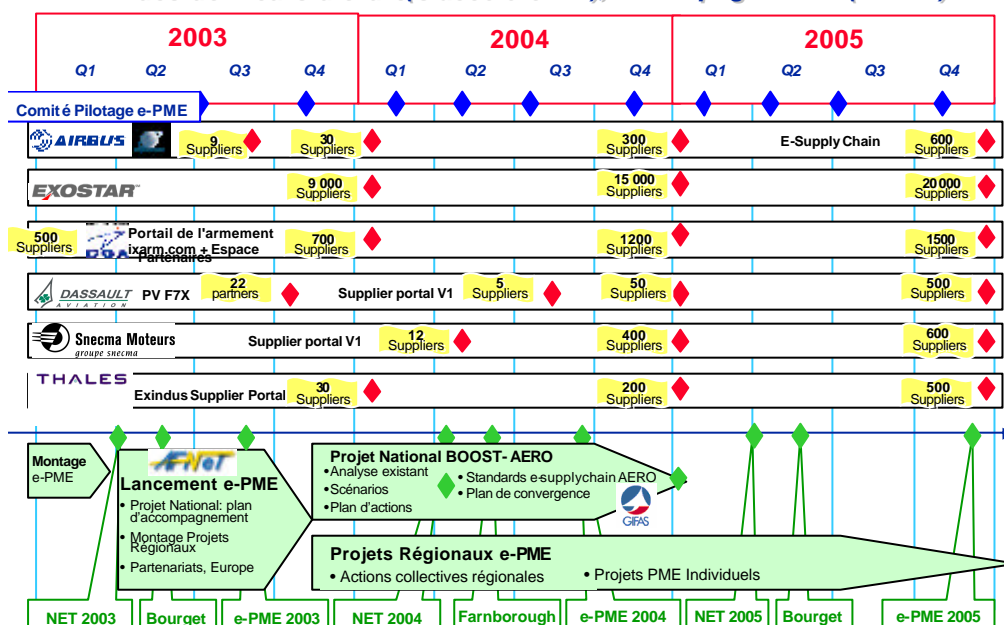 2003
2004
2005
Q1 Q2 Q3 Q4 Q1 Q2 Q3 Q4 Q1 Q2 Q3 Q4
Comité Pilotage e-PME
AIRBUS
9
Suppliers
30
Suppliers
300
Suppliers
E-Supply Chain
600
Suppliers
EXOSTAR
9 000
Suppliers
15 000
Suppliers
20 000
Suppliers
500
Suppliers
Portail de l'armement
ixarm.com + Espace
Partenaires
700
Suppliers
1200
Suppliers
1500
Suppliers
DASSAULT
AVIATION
PV F7X
22
partners
Supplier portal V1
5
Suppliers
50
Suppliers
500
Suppliers
Snecma Moteurs
groupe snecma
Supplier portal V1
12
Suppliers
400
Suppliers
600
Suppliers
THALES
Exindus Supplier Portal
30
Suppliers
200
Suppliers
500
Suppliers
Montage
e-PME
AFNeT
Lancement e-PME
• Projet National: plan
d'accompagnement
• Montage Projets
Régionaux
• Partenariats, Europe
Projet National BOOST- AERO
• Analyse existant
• Scénarios
• Plan d'actions
• Standards e-supplychain AERO
• Plan de convergence
GIFAS
Projets Régionaux e-PME
• Actions collectives régionales
• Projets PME Individuels
NET 2003
Bourget
e-PME 2003
NET 2004
Farnborough
e-PME 2004
NET 2005
Bourget
e-PME 2005